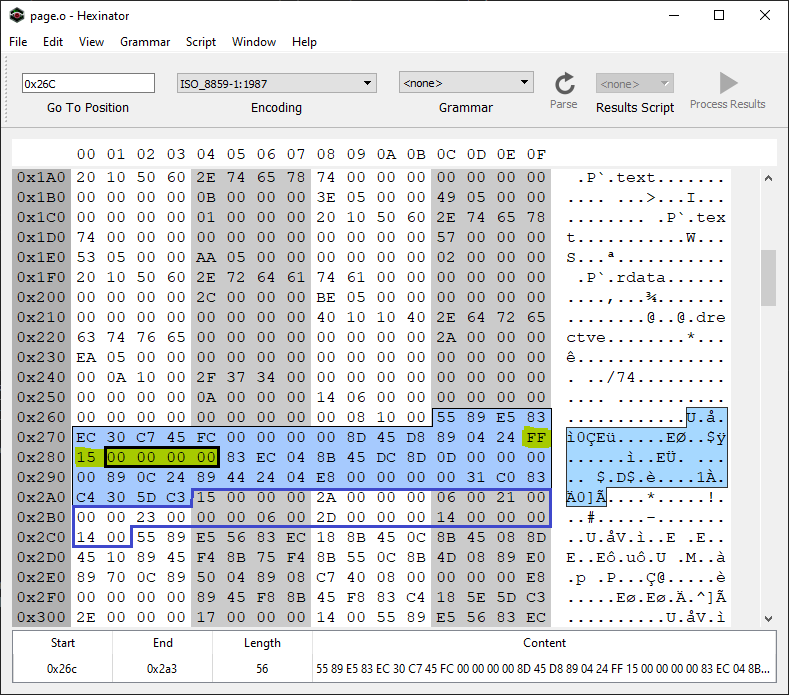 page.o - Hexinator
File Edit View Grammar Script Window Help
0x26C ISO_8859-1:1987 <none> <none>
Go To Position Encoding Grammar Parse Results Script Process Results
00 01 02 03 04 05 06 07 08 09 0A 0B 0C 0D 0E 0F
0x1A0 20 10 50 60 2E 74 65 78 74 00 00 00 00 00 00 00 .P`.text.......
0x1B0 00 00 00 00 0B 00 00 00 3E 05 00 00 49 05 00 00 .... ...>...I...
0x1C0 00 00 00 00 01 00 00 00 20 10 50 60 2E 74 65 78 ........ .P`.tex
0x1D0 74 00 00 00 00 00 00 00 00 00 00 00 57 00 00 00 t...........W...
0x1E0 53 05 00 00 AA 05 00 00 00 00 00 00 02 00 00 00 S...ª...........
0x1F0 20 10 50 60 2E 72 64 61 74 61 00 00 00 00 00 00 .P`.rdata......
0x200 00 00 00 00 2C 00 00 00 BE 05 00 00 00 00 00 00 ....,...¾.......
0x210 00 00 00 00 00 00 00 00 40 10 10 40 2E 64 72 65 ........@..@.dre
0x220 63 74 76 65 00 00 00 00 00 00 00 00 2A 00 00 00 ctve........*...
0x230 EA 05 00 00 00 00 00 00 00 00 00 00 00 00 00 00 ê...............
0x240 00 0A 10 00 2F 37 34 00 00 00 00 00 00 00 00 00 . ../74.........
0x250 00 00 00 00 0A 00 00 00 14 06 00 00 00 00 00 00 .... ...........
0x260 00 00 00 00 00 00 00 00 00 08 10 00 55 89 E5 83 ............U.å.
0x270 EC 30 C7 45 FC 00 00 00 00 8D 45 D8 89 04 24 FF ì0ÇEü.....EØ..$ÿ
0x280 15 00 00 00 00 83 EC 04 8B 45 DC 8D 0D 00 00 00 ......ì..EÜ. ...
0x290 00 89 0C 24 89 44 24 04 E8 00 00 00 00 31 C0 83 .. $.D$.è....1À.
0x2A0 C4 30 5D C3 15 00 00 00 2A 00 00 00 06 00 21 00 Ä0]Ã....*.....!.
0x2B0 00 00 23 00 00 00 06 00 2D 00 00 00 14 00 00 00 ..#.....-.......
0x2C0 14 00 55 89 E5 56 83 EC 18 8B 45 0C 8B 45 08 8D ..U.åV.ì..E .E..
0x2D0 45 10 89 45 F4 8B 75 F4 8B 55 0C 8B 4D 08 89 E0 E..Eô.uô.U .M..à
0x2E0 89 70 0C 89 50 04 89 08 C7 40 08 00 00 00 00 E8 .p .P...Ç@.....è
0x2F0 00 00 00 00 89 45 F8 8B 45 F8 83 C4 18 5E 5D C3 .....Eø.Eø.Ä.^]Ã
0x300 2E 00 00 00 17 00 00 00 14 00 55 89 E5 56 83 EC ..........U.åV.ì
Start End Length Content
0x26c 0x2a3 56 55 89 E5 83 EC 30 C7 45 FC 00 00 00 00 8D 45 D8 89 04 24 FF 15 00 00 00 00 83 EC 04 8B...